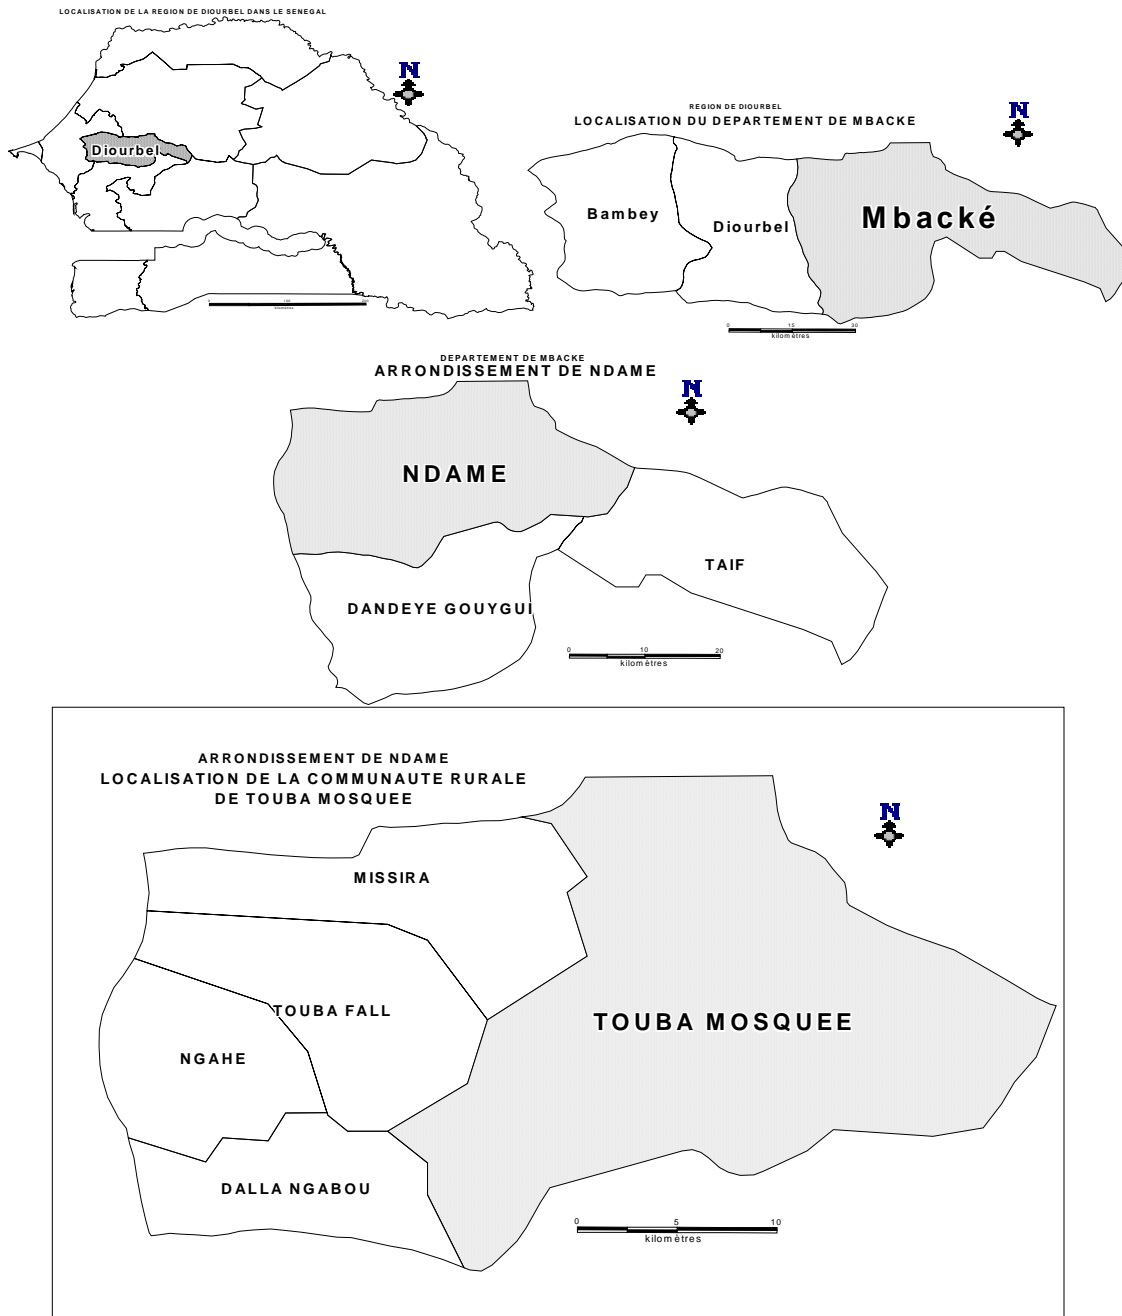 LOCALISATION DE LA REGION DE DIOURBEL DANS LE SENEGAL
N
Diourbel
kilomètres
REGION DE DIOURBEL
LOCALISATION DU DEPARTEMENT DE MBACKE
N
Bambey
Diourbel
Mbacké
0 15 30
kilomètres
DEPARTEMENT DE MBACKE
ARRONDISSEMENT DE NDAME
N
NDAME
TAIF
DANDEYE GOUYGUI
0 10 20
kilomètres
ARRONDISSEMENT DE NDAME
LOCALISATION DE LA COMMUNAUTE RURALE
DE TOUBA MOSQUEE
N
MISSIRA
TOUBA FALL
TOUBA MOSQUEE
NGAHE
DALLA NGABOU
0 5 10
kilomètres